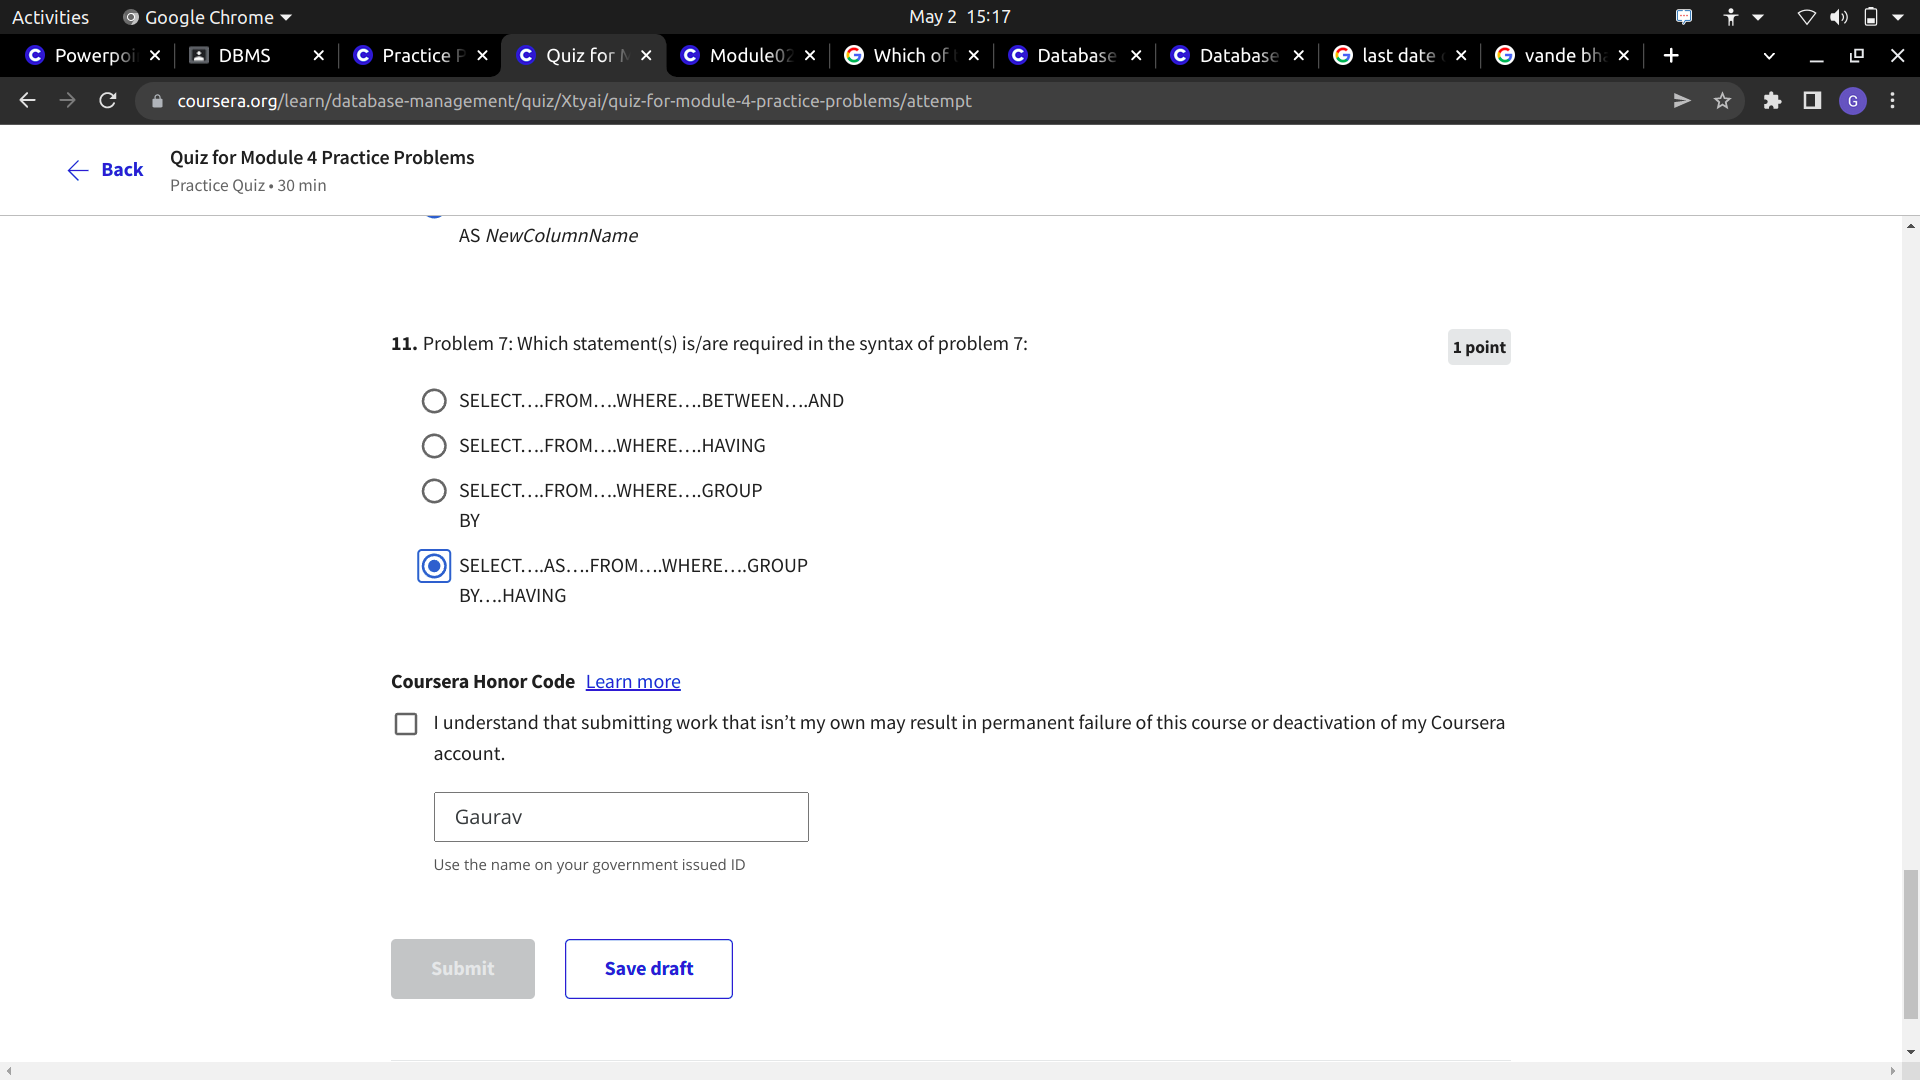 Activities Google Chrome May 2 15:17
Powerpoi DBMS Practice P Quiz for M Module02 Which of t Database Database last date vande bha
coursera.org/learn/database-management/quiz/Xtyai/quiz-for-module-4-practice-problems/attempt G
Back
Quiz for Module 4 Practice Problems
Practice Quiz • 30 min
AS NewColumnName
11. Problem 7: Which statement(s) is/are required in the syntax of problem 7:
1 point
SELECT….FROM….WHERE….BETWEEN….AND
SELECT….FROM….WHERE….HAVING
SELECT….FROM….WHERE….GROUP
BY
SELECT….AS….FROM….WHERE….GROUP
BY….HAVING
Coursera Honor Code Learn more
I understand that submitting work that isn’t my own may result in permanent failure of this course or deactivation of my Coursera
account.
Gaurav
Use the name on your government issued ID
Submit Save draft